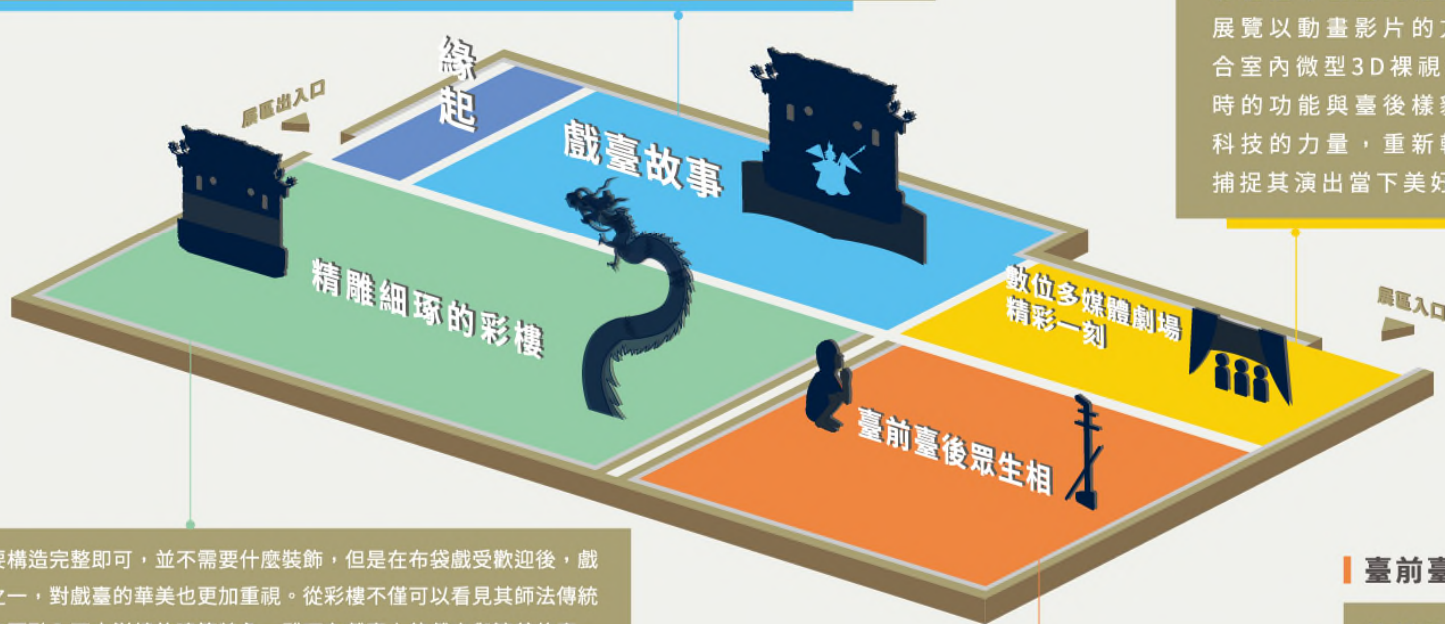 緣起
展區出入口
戲臺故事
精雕細琢的彩樓
數位多媒體劇場
精彩一刻
臺前臺後眾生相
展區入口
展覽以動畫影片的
合室內微型3D裸視
時的功能與臺後樣
科技的力量,重新
捕捉其演出當下美好
要構造完整即可,並不需要什麼裝飾,但是在布袋戲受歡迎後,戲
之一,對戲臺的華美也更加重視。從彩樓不僅可以看見其師法傳統
臺前